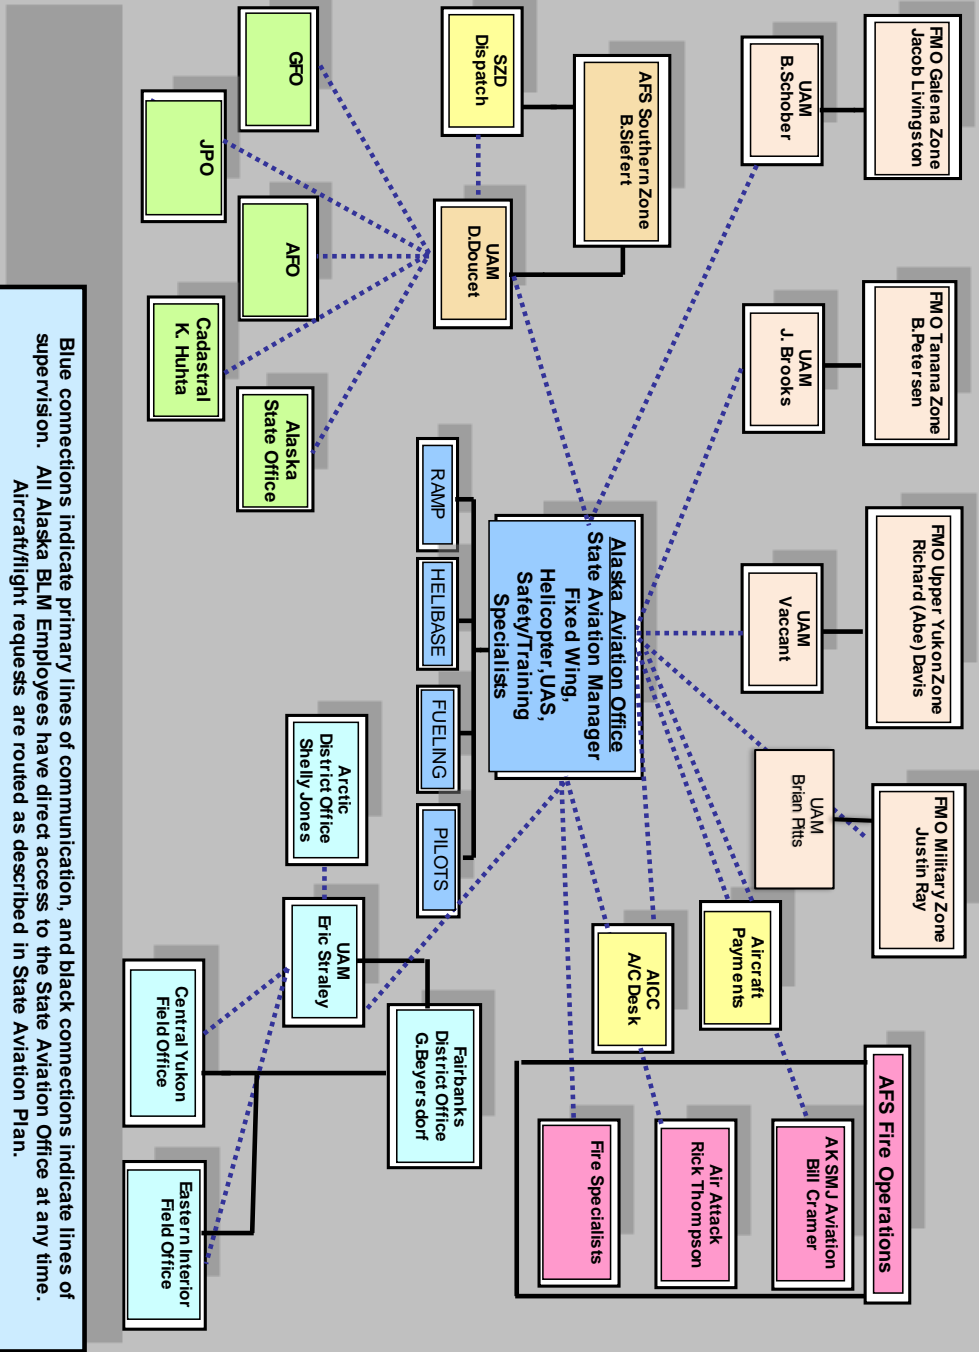 FMO Galena Zone
Jacob Livingston
FMO Tanana Zone
B.Petersen
FMO Upper Yukon Zone
Richard (Abe) Davis
FMO Military Zone
Justin Ray
AFS Fire Operations
UAM
B.Schober
UAM
J. Brooks
UAM
Vaccant
UAM
Brian Pitts
Aircraft
Payments
AK SMJ Aviation
Bill Cramer
AFS Southern Zone
B.Siefert
AICC
A/C Desk
Air Attack
Rick Thompson
Fire Specialists
SZD
Dispatch
UAM
D.Doucet
Alaska Aviation Office
State Aviation Manager
Fixed Wing,
Helicopter,UAS,
Safety/Training
Specialists
RAMP
HELIBASE
FUELING
PILOTS
Fairbanks
District Office
G.Beyersdorf
GFO
JPO
AFO
Cadastral
K. Huhta
Alaska
State Office
Arctic
District Office
Shelly Jones
UAM
Eric Straley
Central Yukon
Field Office
Eastern Interior
Field Office
Blue connections indicate primary lines of communication, and black connections indicate lines of
supervision. All Alaska BLM Employees have direct access to the State Aviation Office at any time.
Aircraft/flight requests are routed as described in State Aviation Plan.